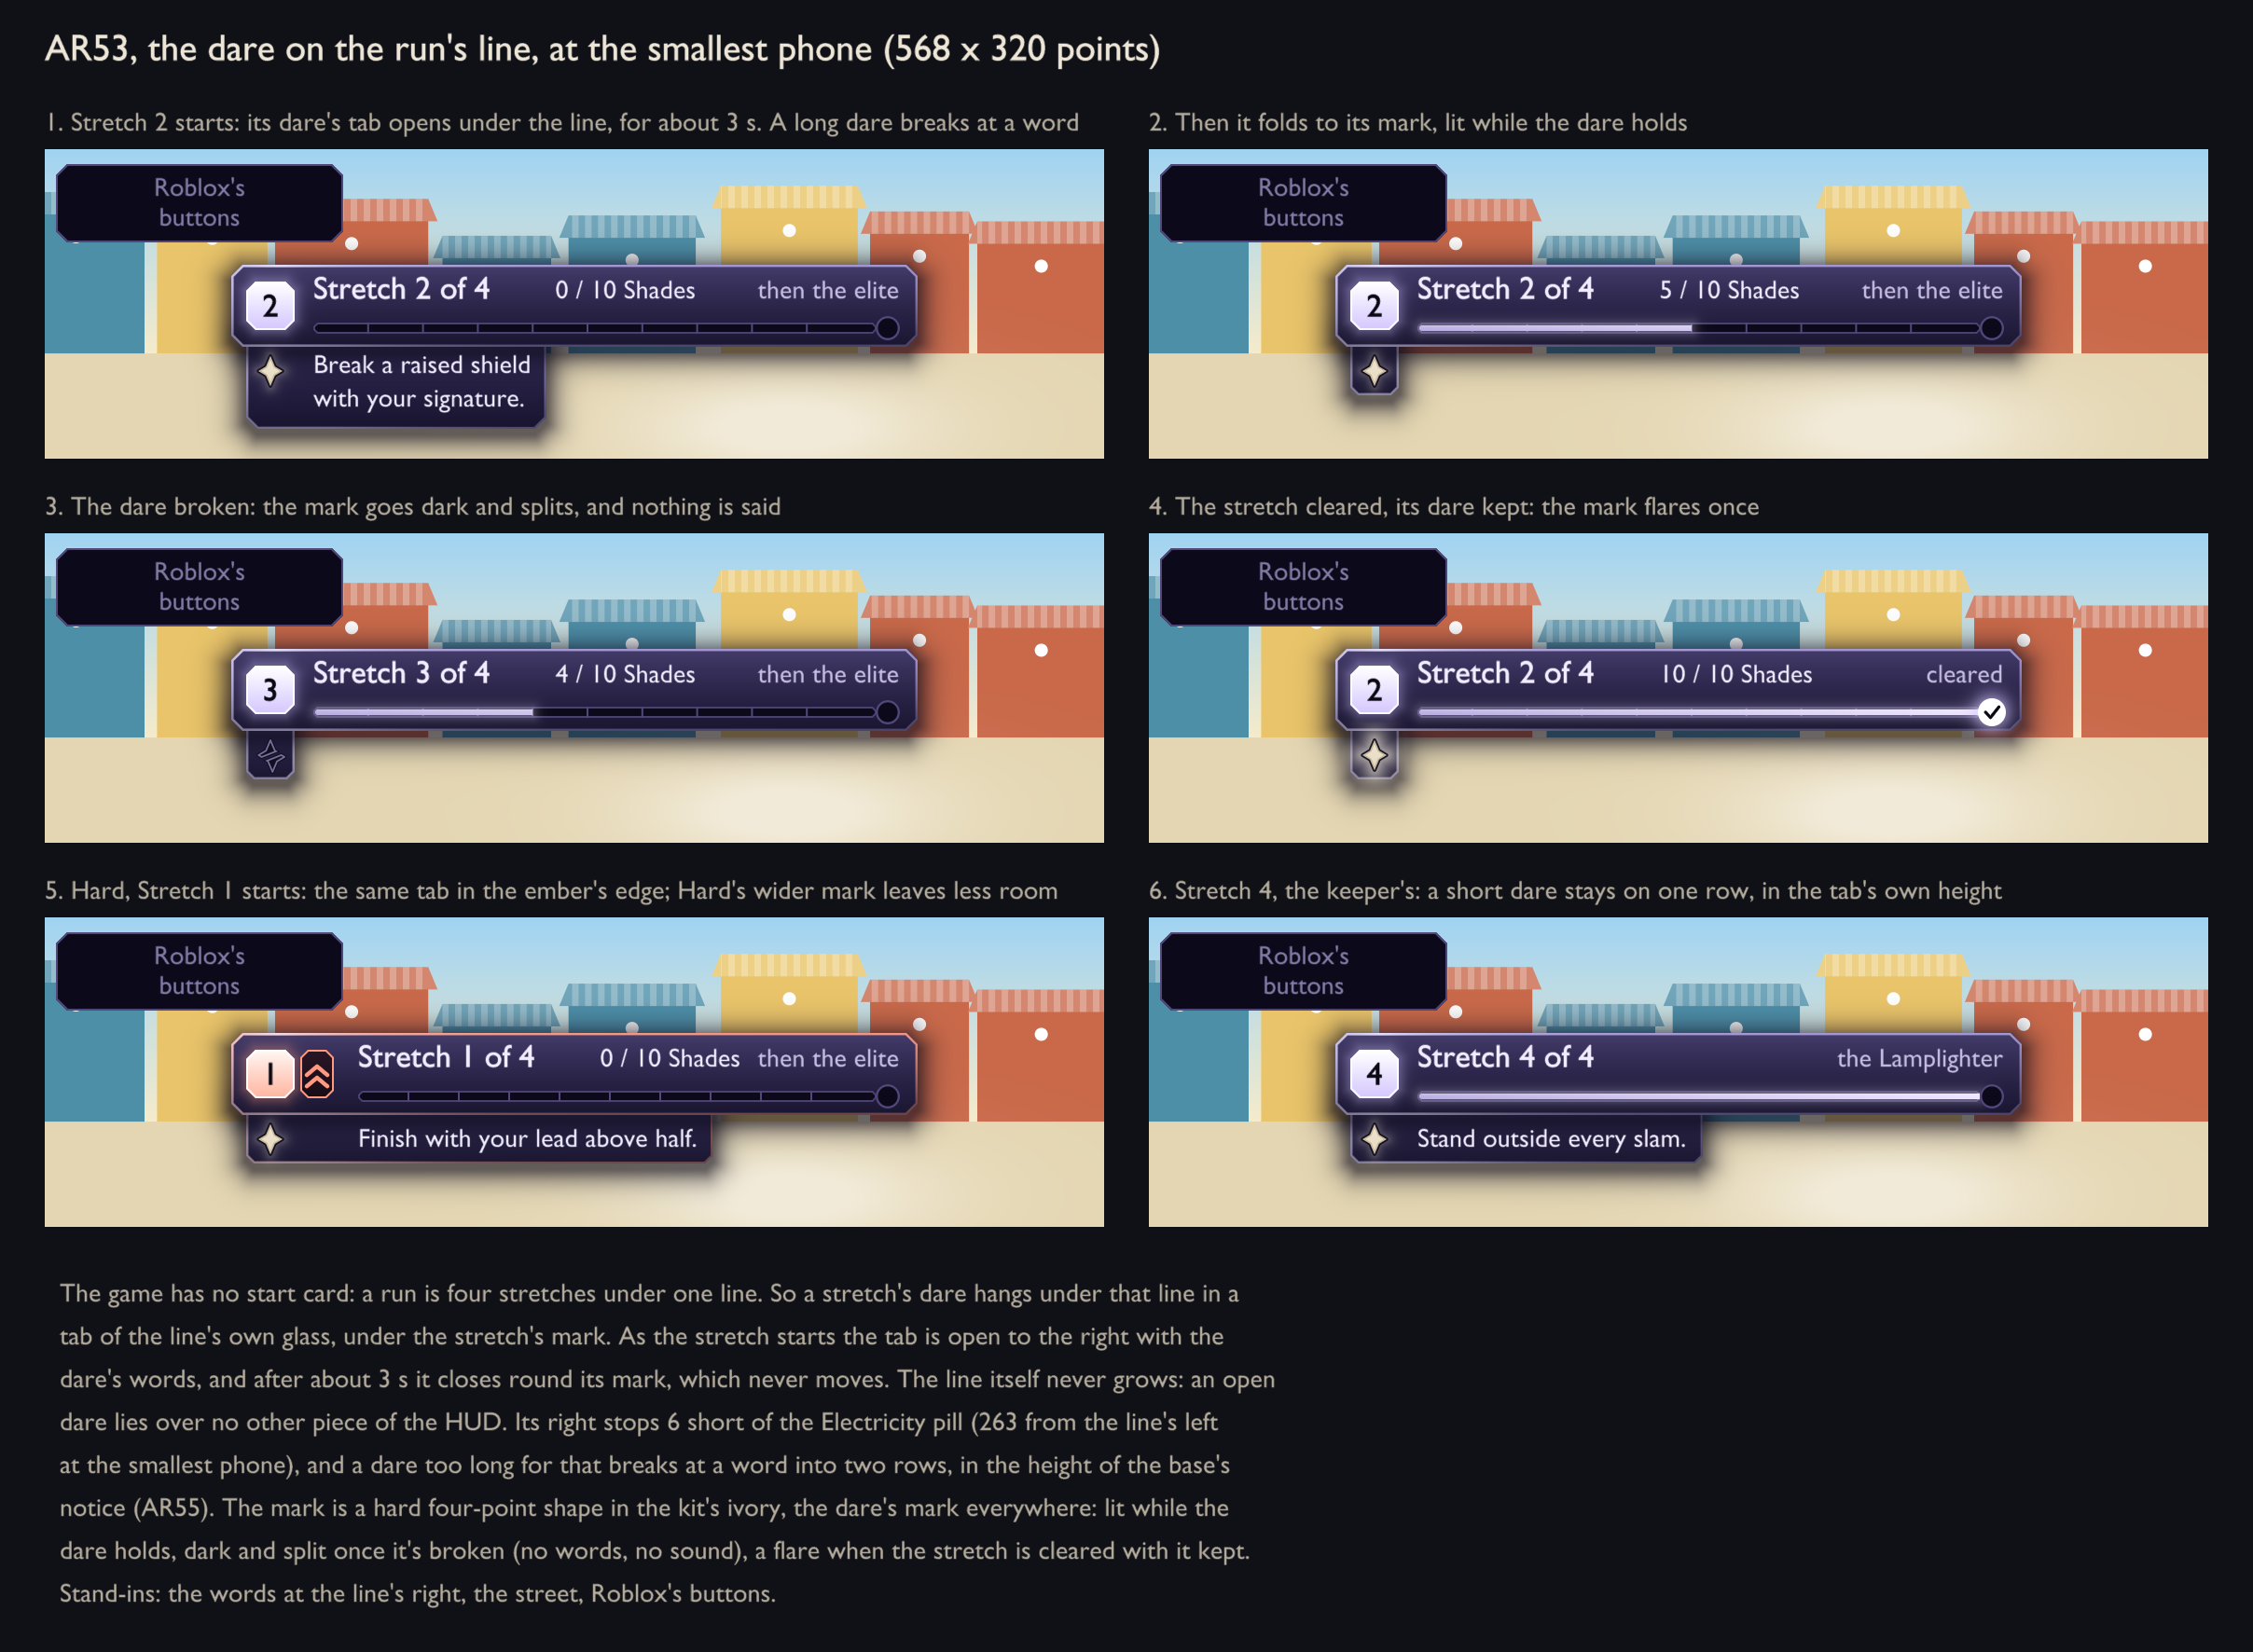 AR53, the dare on the run's line, at the smallest phone (568 x 320 points)
1. Stretch 2 starts: its dare's tab opens under the line, for about 3 s. A long dare breaks at a word
Roblox's
buttons
2
Stretch 2 of 4
0 / 10 Shades
then the elite
Break a raised shield
with your signature.
2. Then it folds to its mark, lit while the dare holds
Roblox's
buttons
2
Stretch 2 of 4
5 / 10 Shades
then the elite
3. The dare broken: the mark goes dark and splits, and nothing is said
Roblox's
buttons
3
Stretch 3 of 4
4 / 10 Shades
then the elite
4. The stretch cleared, its dare kept: the mark flares once
Roblox's
buttons
2
Stretch 2 of 4
10 / 10 Shades
cleared
5. Hard, Stretch 1 starts: the same tab in the ember's edge; Hard's wider mark leaves less room
Roblox's
buttons
1
Stretch 1 of 4
0 / 10 Shades
then the elite
Finish with your lead above half.
6. Stretch 4, the keeper's: a short dare stays on one row, in the tab's own height
Roblox's
buttons
4
Stretch 4 of 4
the Lamplighter
Stand outside every slam.
The game has no start card: a run is four stretches under one line. So a stretch's dare hangs under that line in a
tab of the line's own glass, under the stretch's mark. As the stretch starts the tab is open to the right with the
dare's words, and after about 3 s it closes round its mark, which never moves. The line itself never grows: an open
dare lies over no other piece of the HUD. Its right stops 6 short of the Electricity pill (263 from the line's left
at the smallest phone), and a dare too long for that breaks at a word into two rows, in the height of the base's
notice (AR55). The mark is a hard four-point shape in the kit's ivory, the dare's mark everywhere: lit while the
dare holds, dark and split once it's broken (no words, no sound), a flare when the stretch is cleared with it kept.
Stand-ins: the words at the line's right, the street, Roblox's buttons.